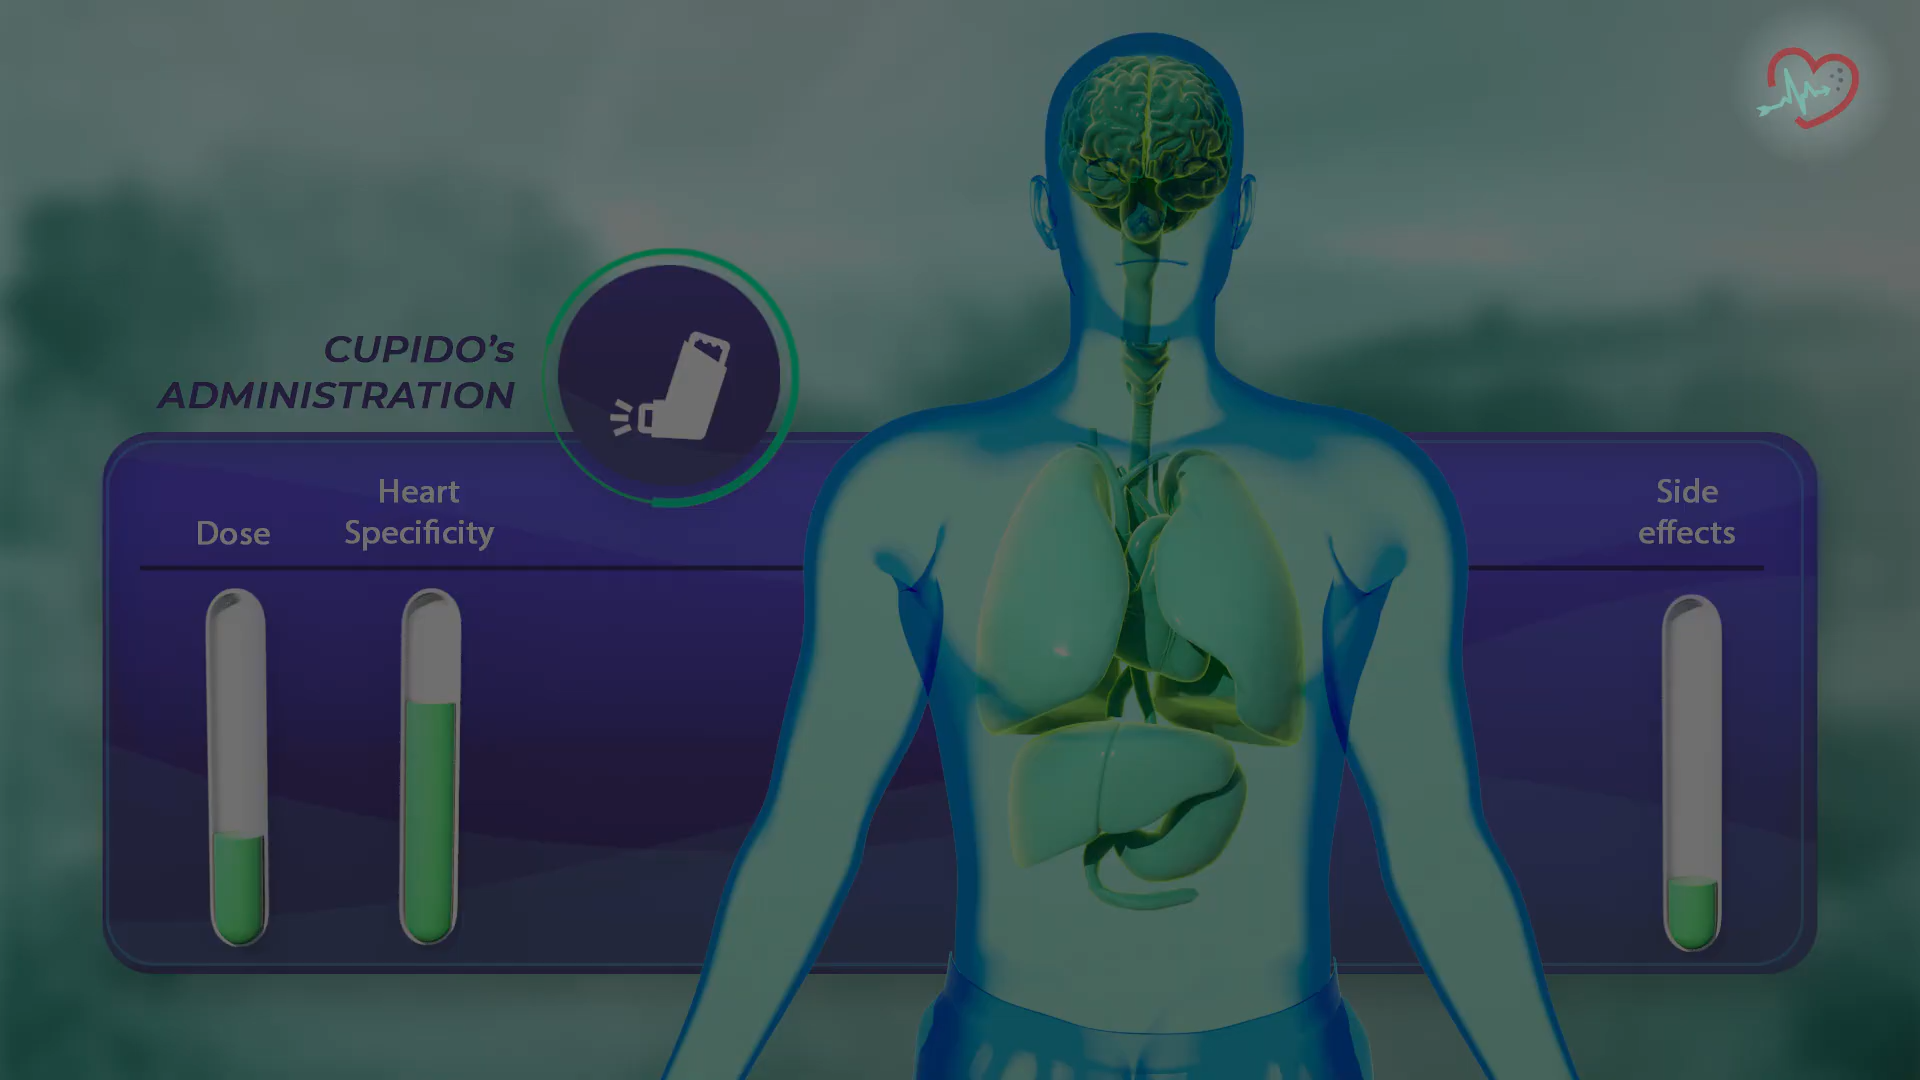 CUPIDO's
ADMINISTRATION
Dose
Heart
Specificity
Side
effects